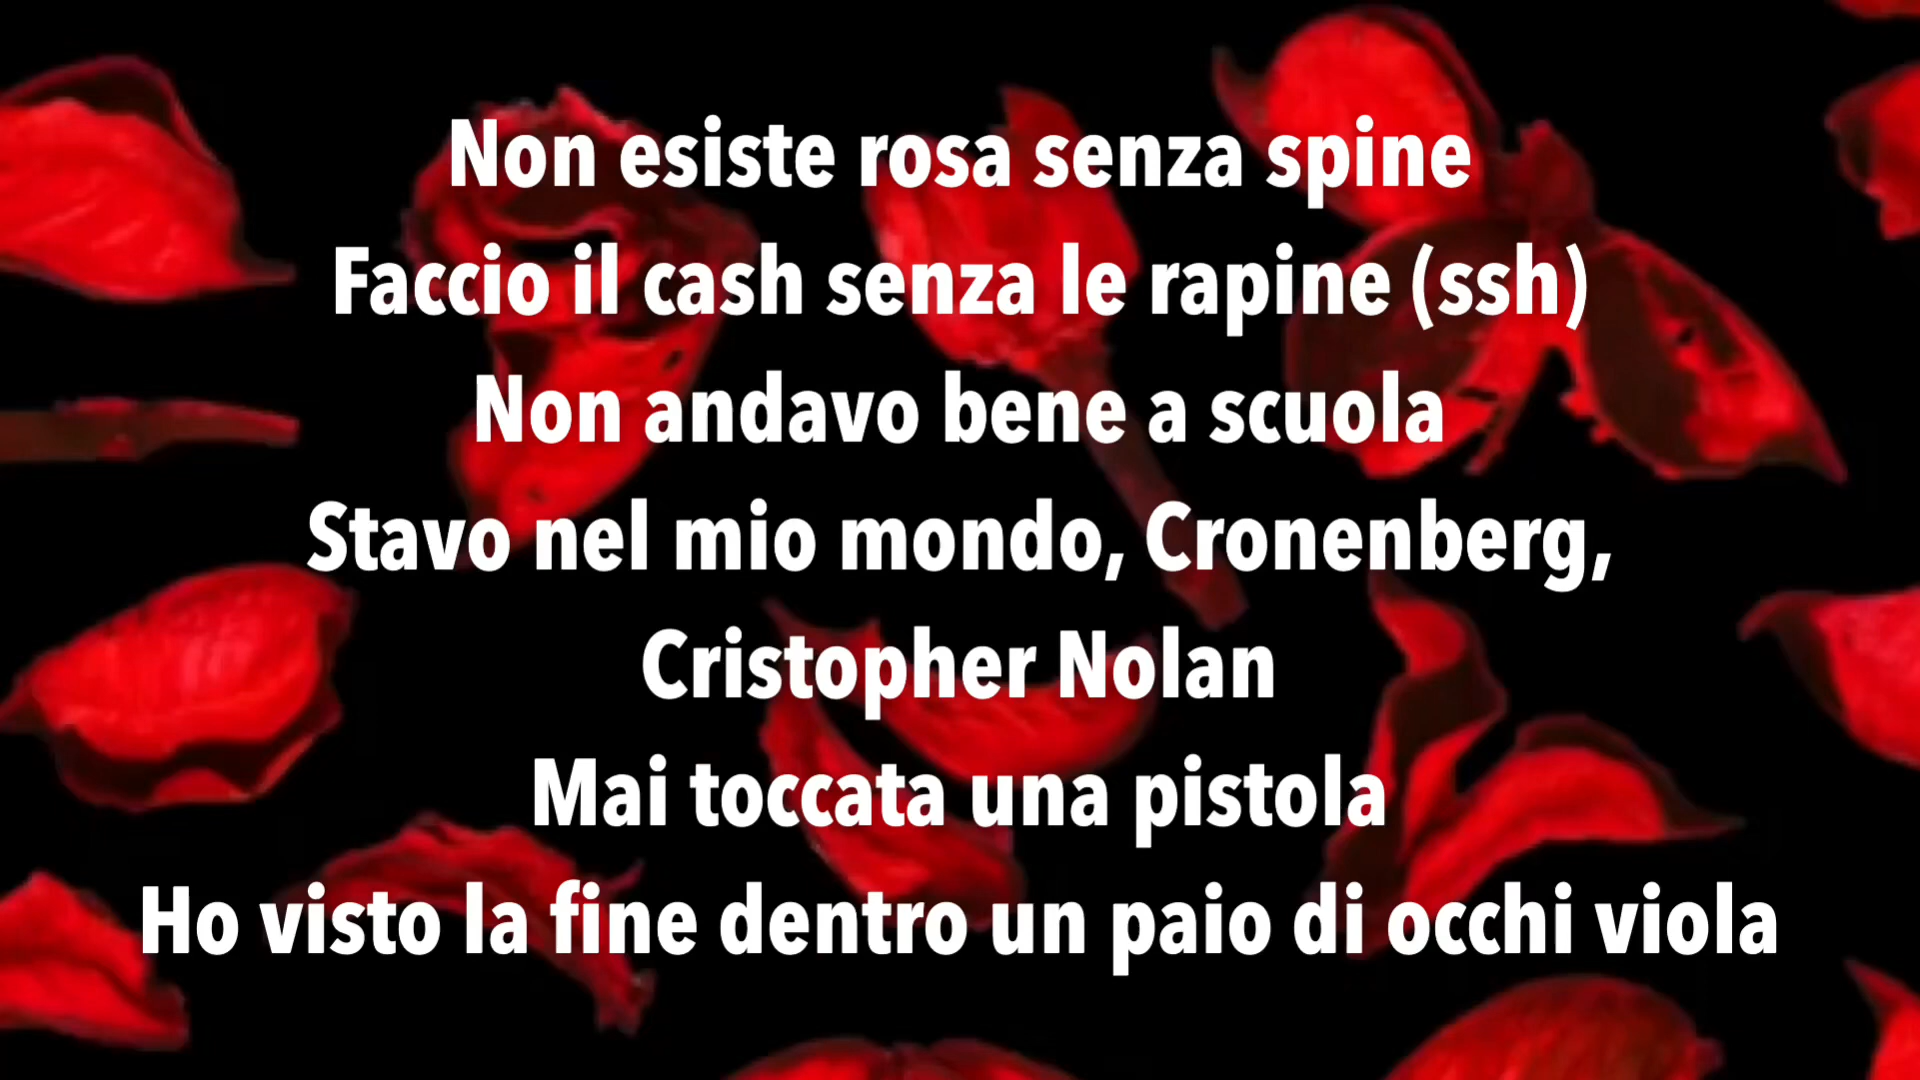 Non esiste rosa senza spine
Faccio il cash senza le rapine (ssh)
Non andavo bene a scuola
Stavo nel mio mondo, Cronenberg,
Cristopher Nolan
Mai toccata una pistola
Ho visto la fine dentro un paio di occhi viola